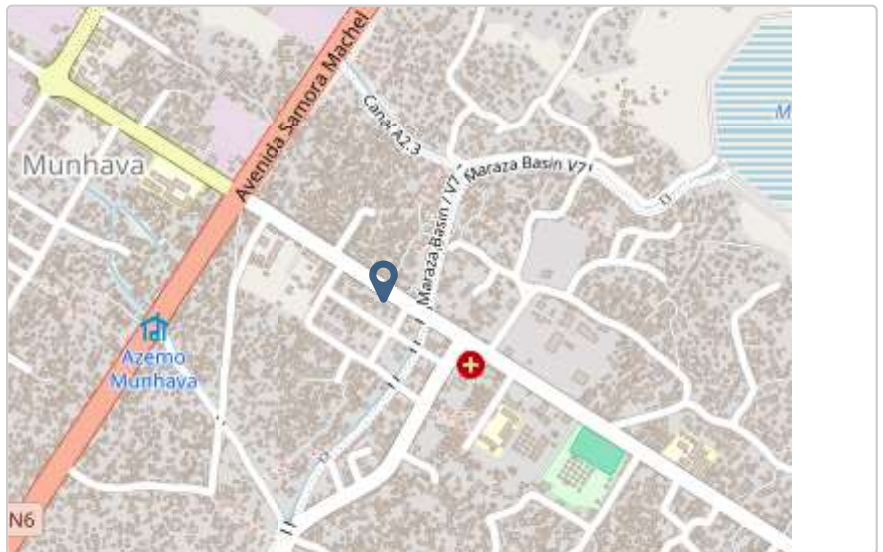 Avenida Samora Machel
Canal A2.3
Munhava
Maraza Basin V7
Maraza Basin / V7
M
Azemo
Munhava
N6